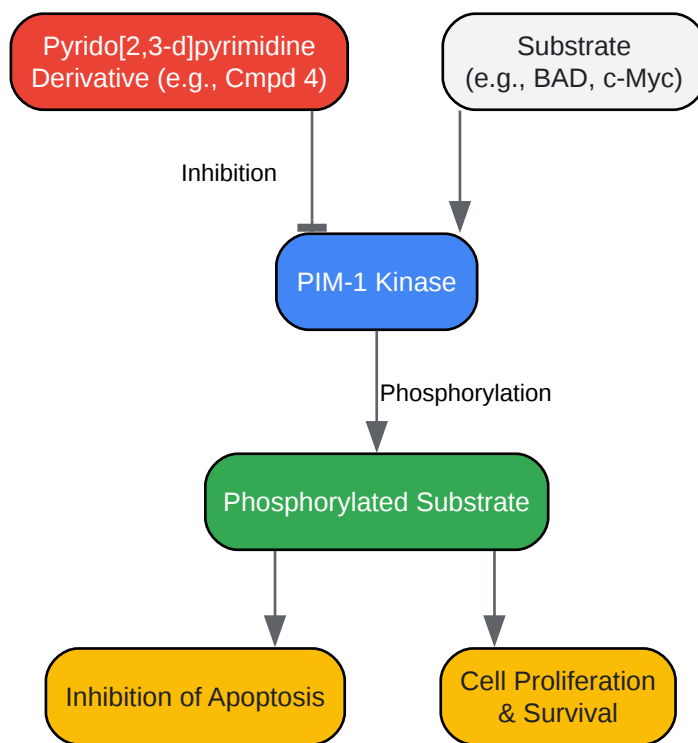 Pyrido[2,3-d]pyrimidine
Derivative (e.g., Cmpd 4)
Substrate
(e.g., BAD, c-Myc)
Inhibition
PIM-1 Kinase
Phosphorylation
Phosphorylated Substrate
Inhibition of Apoptosis
Cell Proliferation
& Survival